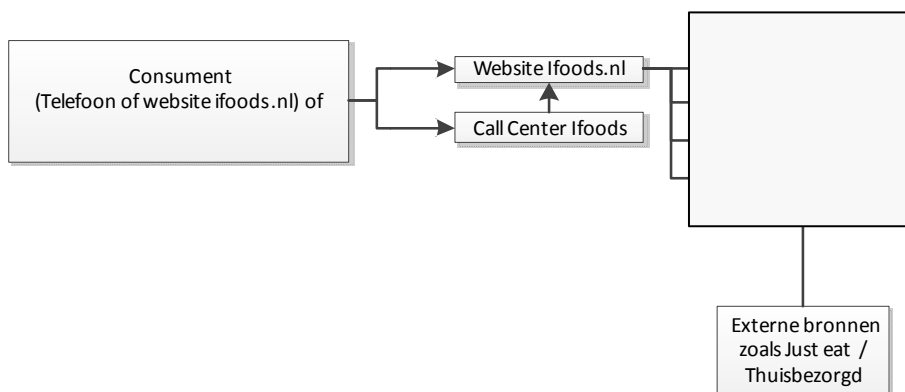 Consument
(Telefoon of website ifoods.nl) of
Website Ifoods.nl
Call Center Ifoods
Externe bronnen
zoals Just eat /
Thuisbezorgd